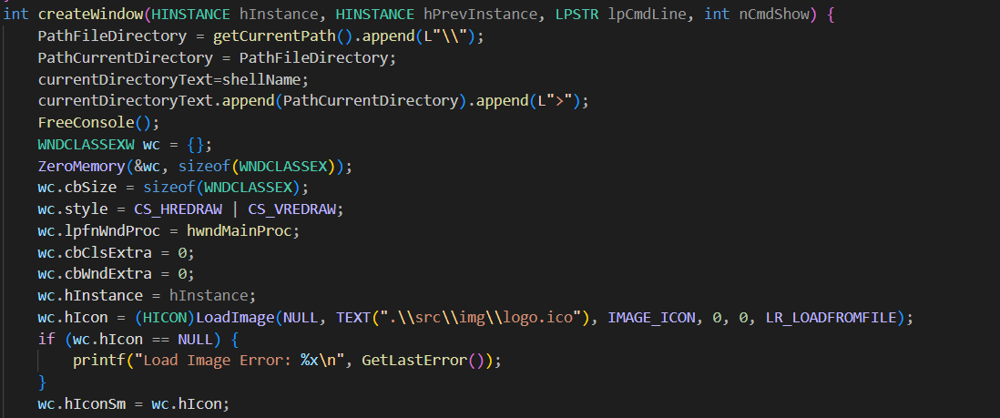 int createWindow(HINSTANCE hInstance, HINSTANCE hPrevInstance, LPSTR lpCmdLine, int nCmdShow) {
    PathFileDirectory = getCurrentPath().append(L"\\");
    PathCurrentDirectory = PathFileDirectory;
    currentDirectoryText=shellName;
    currentDirectoryText.append(PathCurrentDirectory).append(L">");
    FreeConsole();
    WNDCLASSEXW wc = {};
    ZeroMemory(&wc, sizeof(WNDCLASSEX));
    wc.cbSize = sizeof(WNDCLASSEX);
    wc.style = CS_HREDRAW | CS_VREDRAW;
    wc.lpfnWndProc = hwndMainProc;
    wc.cbClsExtra = 0;
    wc.cbWndExtra = 0;
    wc.hInstance = hInstance;
    wc.hIcon = (HICON)LoadImage(NULL, TEXT(".\\src\\img\\logo.ico"), IMAGE_ICON, 0, 0, LR_LOADFROMFILE);
    if (wc.hIcon == NULL) {
        printf("Load Image Error: %x\n", GetLastError());
    }
    wc.hIconSm = wc.hIcon;